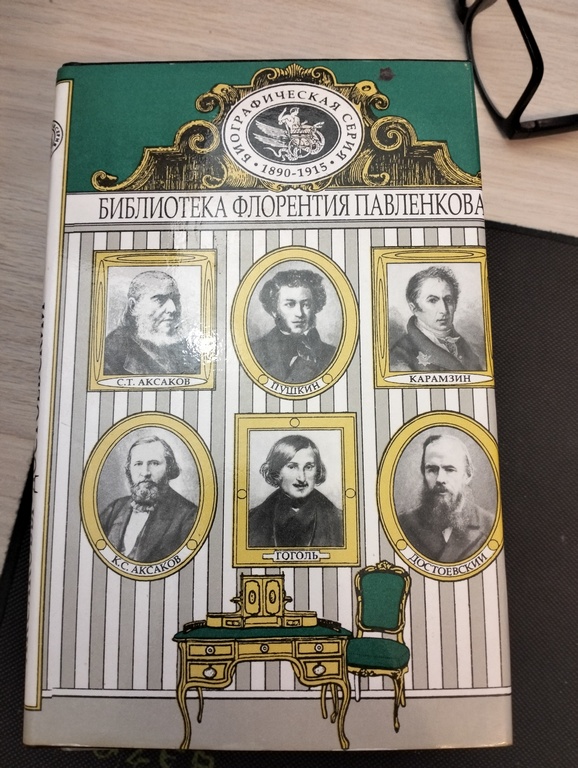 БИОГРАФИЧЕСКАЯ СЕРИЯ
• 1890-1915 •
БИБЛИОТЕКА ФЛОРЕНТИЯ ПАВЛЕНКОВА
С.Т. АКСАКОВ
ПУШКИН
КАРАМЗИН
К.С. АКСАКОВ
ГОГОЛЬ
ДОСТОЕВСКИЙ